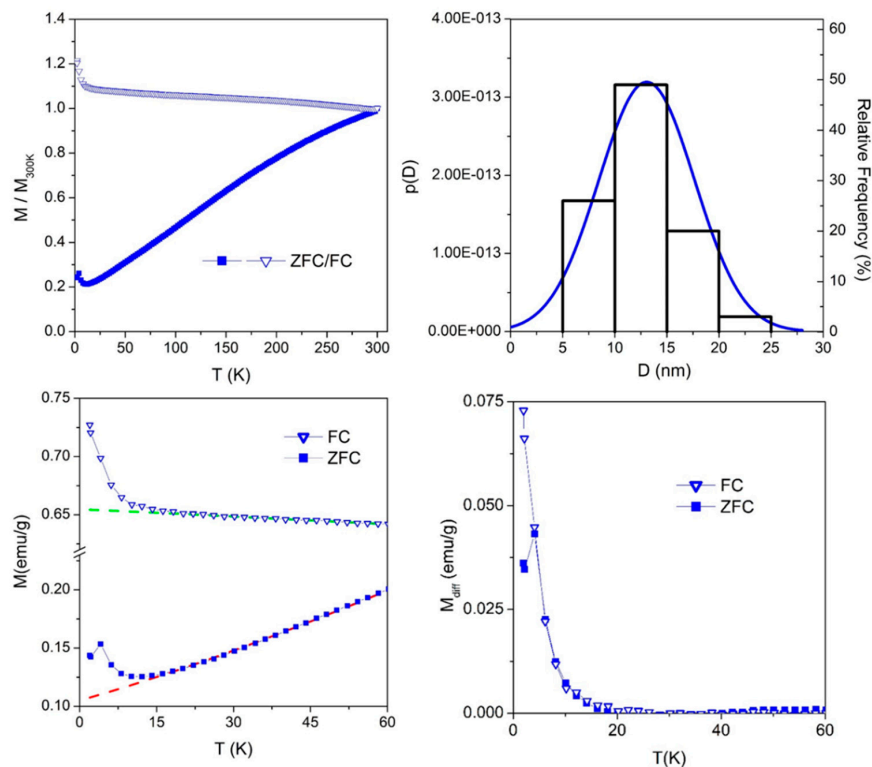 1.4
1.2
1.0
0.8
0.6
0.4
0.2
0.0
M / M300K
ZFC/FC
0 50 100 150 200 250 300
T (K)
4.00E-013
3.00E-013
2.00E-013
1.00E-013
0.00E+000
p(D)
60
50
40
30
20
10
0
Relative Frequency (%)
0 5 10 15 20 25 30
D (nm)
0.75
0.70
0.65
0.20
0.15
0.10
M(emu/g)
FC
ZFC
0 15 30 45 60
T (K)
0.075
0.050
0.025
0.000
Mdiff (emu/g)
FC
ZFC
0 20 40 60
T(K)